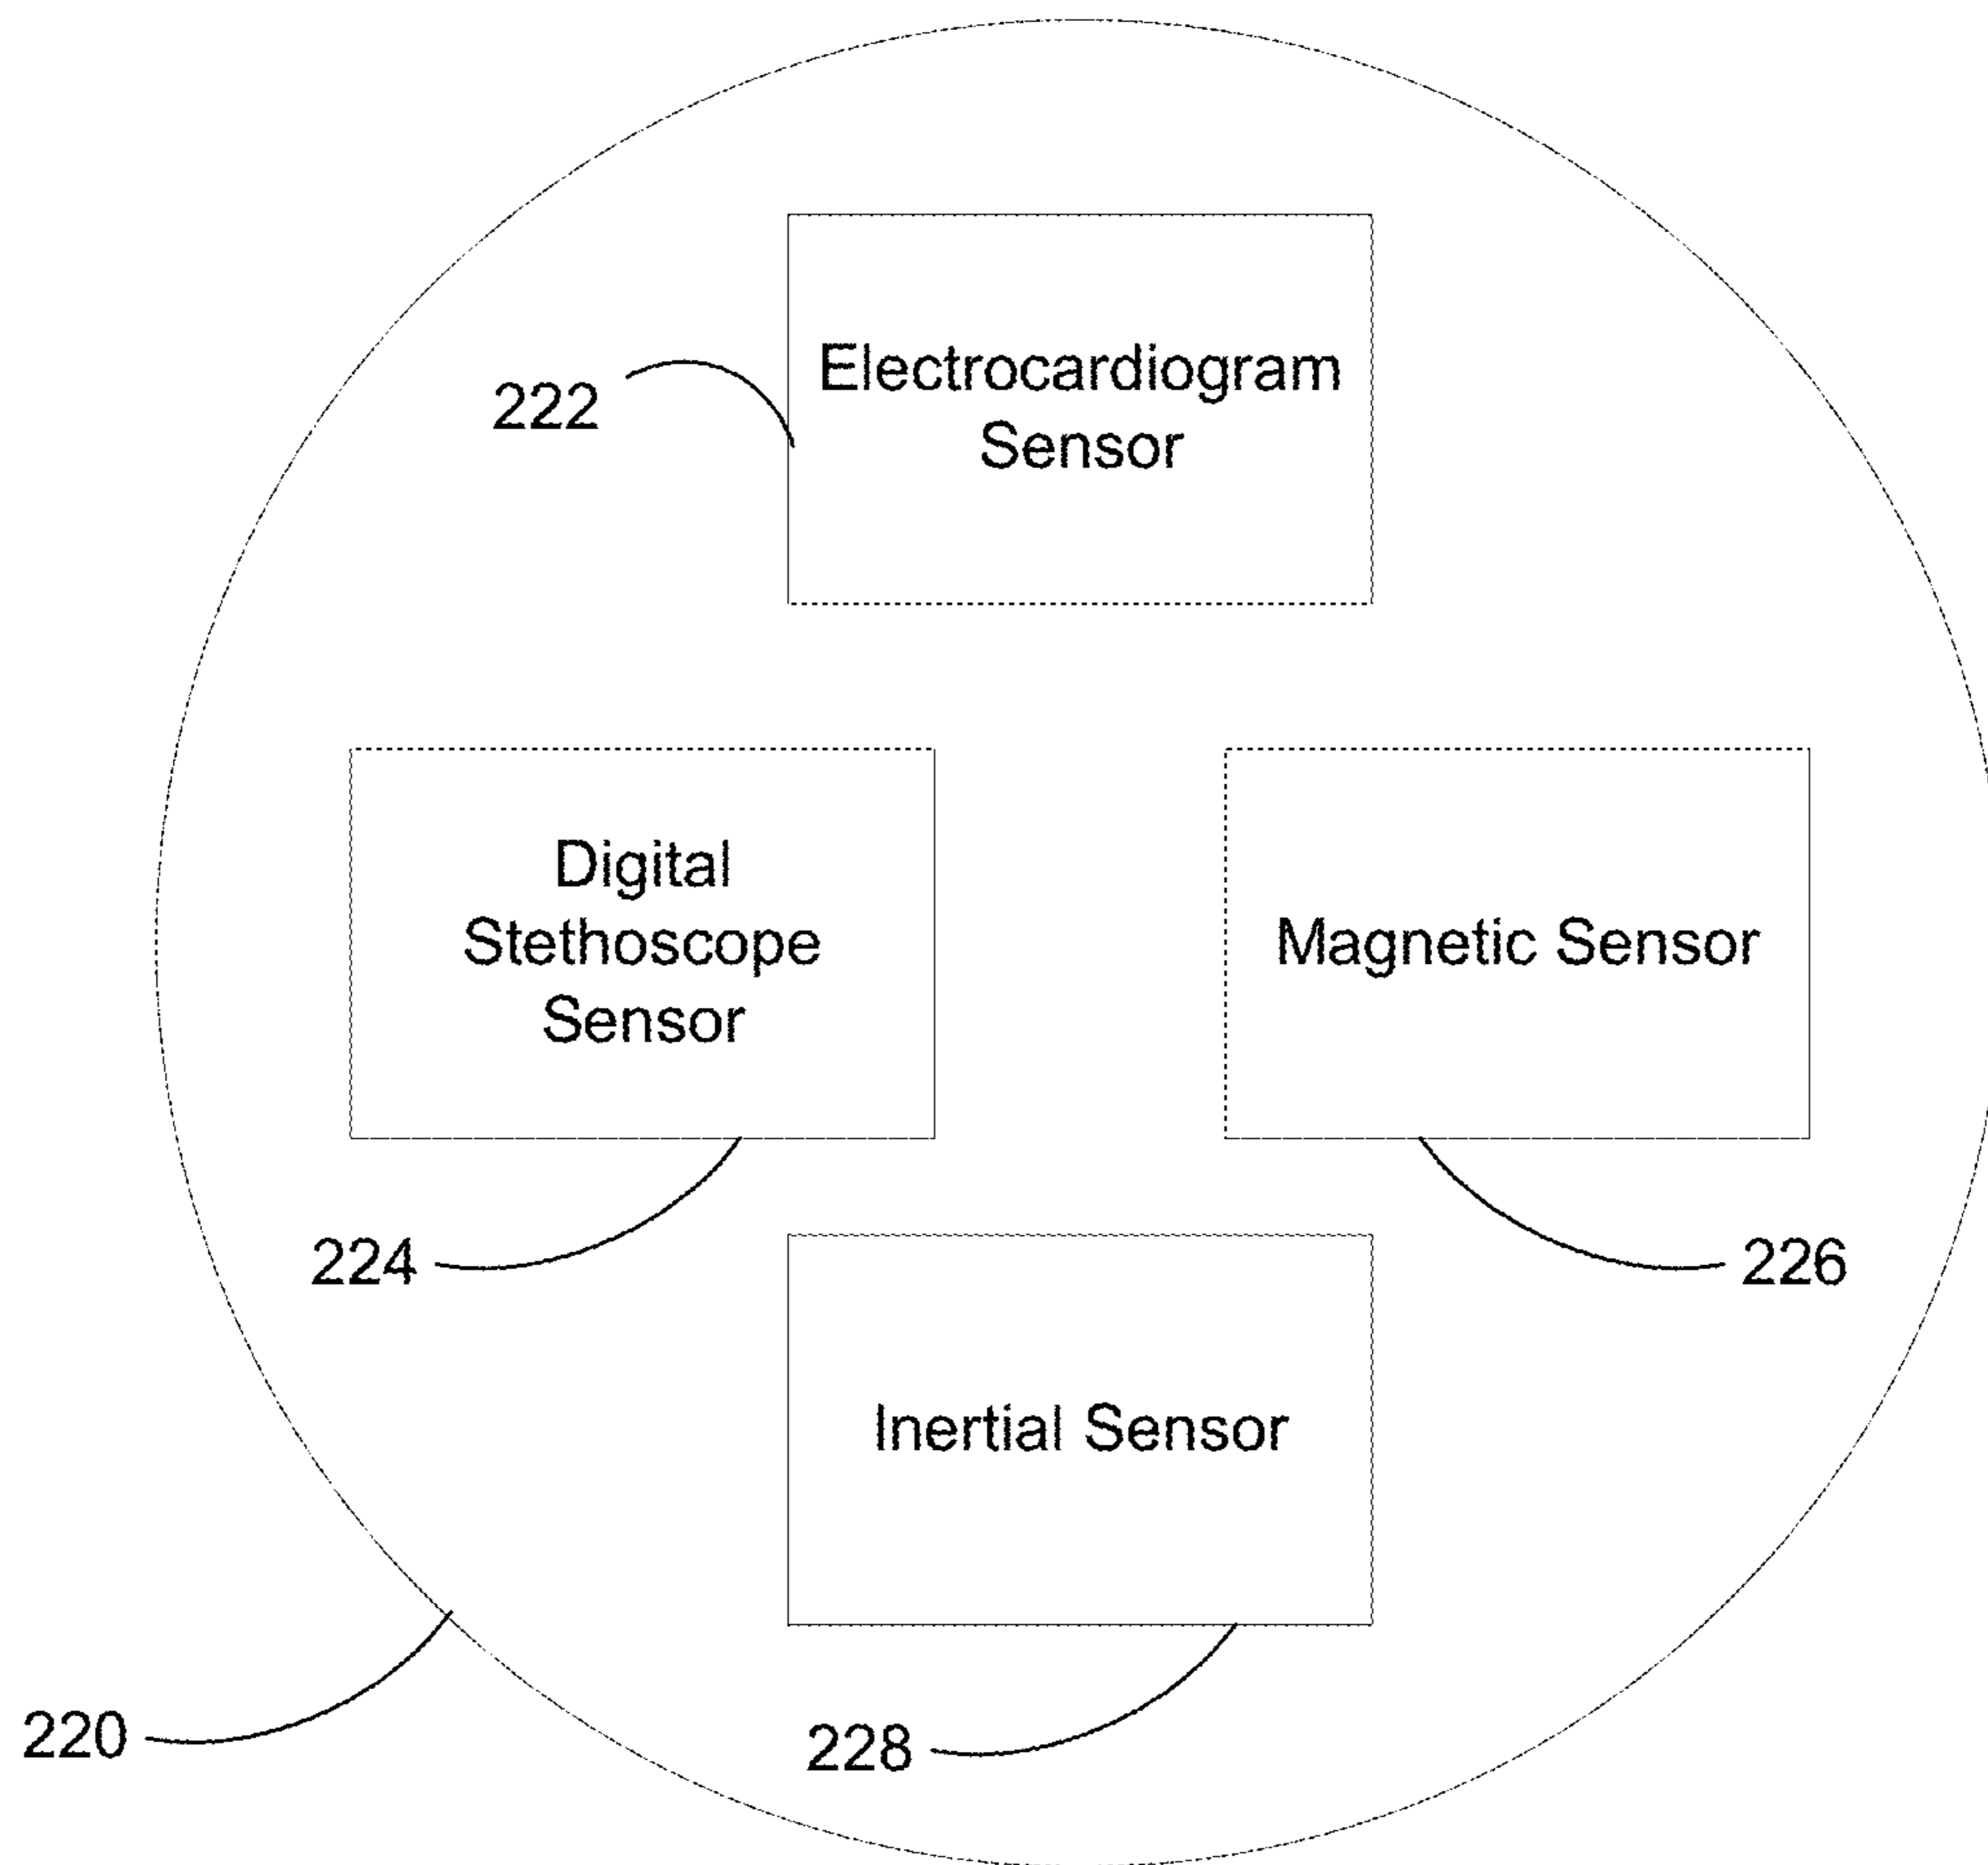 Electrocardiogram
Sensor
222
Digital
Stethoscope
Sensor
Magnetic Sensor
224
226
Inertial Sensor
220
228